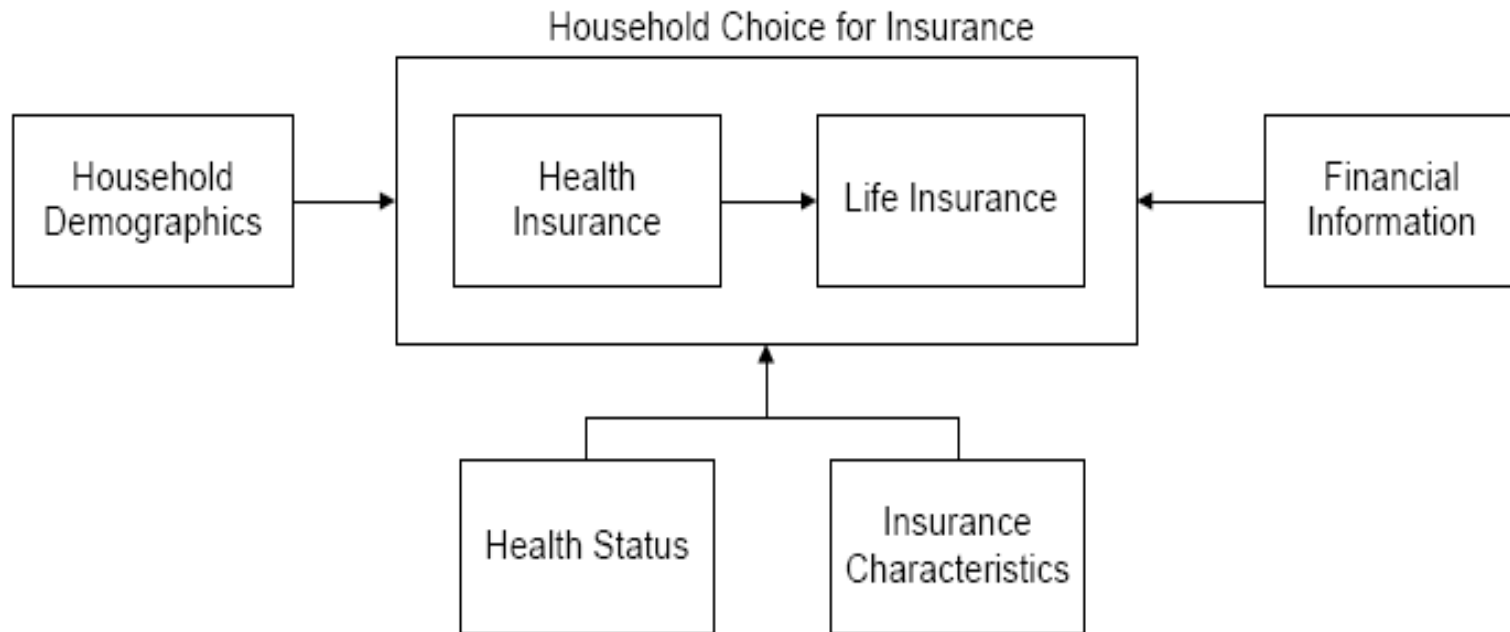 Household Choice for Insurance
Household
Demographics
Health
Insurance
Life Insurance
Financial
Information
Health Status
Insurance
Characteristics